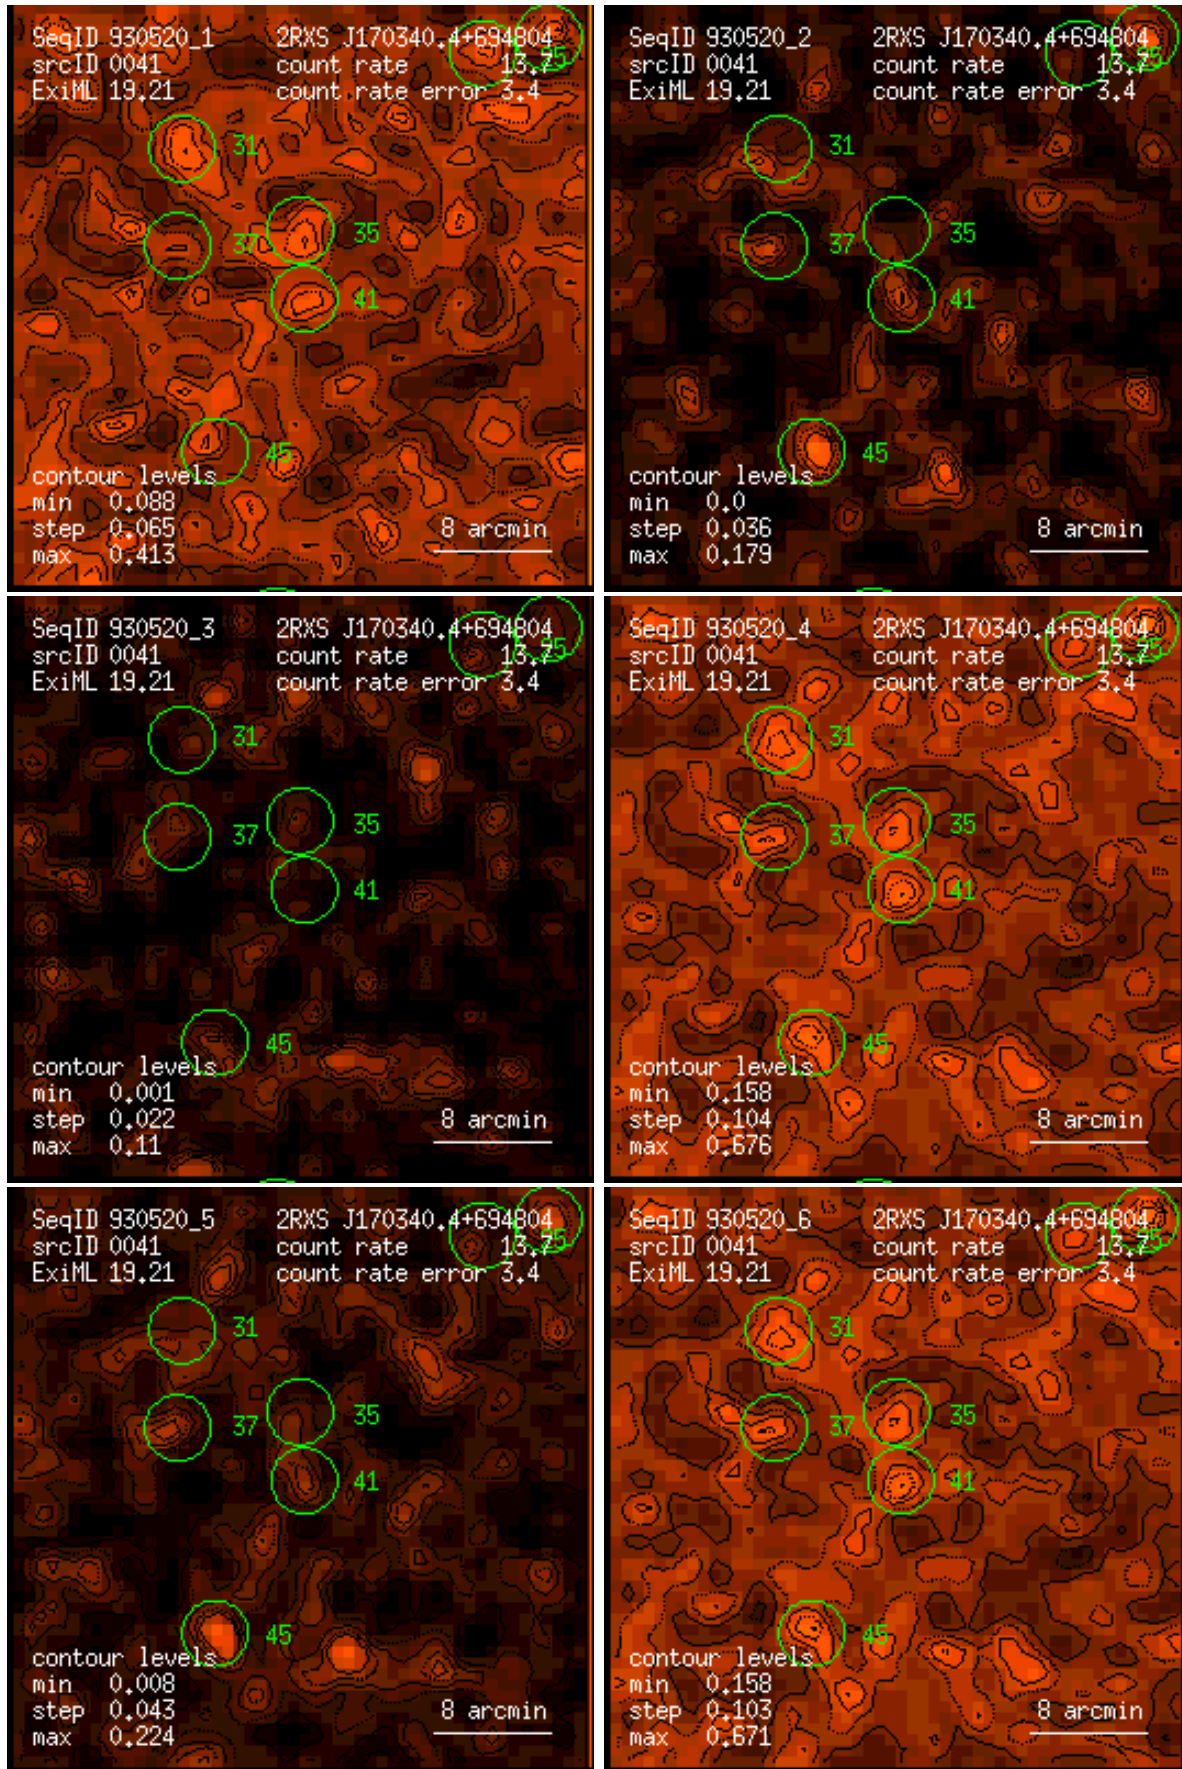 SeqID 930520_1 2RXS J170340.4+694804
srcID 0041 count rate 13.7
ExiML 19.21 count rate error 3.4
25
31
37 35
41
45
contour levels
min 0.088
step 0.065 8 arcmin
max 0.413
SeqID 930520_2 2RXS J170340.4+694804
srcID 0041 count rate 13.7
ExiML 19.21 count rate error 3.4
31
37 35
41
45
contour levels
min 0.0
step 0.036 8 arcmin
max 0.179
SeqID 930520_3 2RXS J170340.4+694804
srcID 0041 count rate 13.7
ExiML 19.21 count rate error 3.4
31
37 35
41
45
contour levels
min 0.001
step 0.022 8 arcmin
max 0.11
SeqID 930520_4 2RXS J170340.4+694804
srcID 0041 count rate 13.7
ExiML 19.21 count rate error 3.4
31
37 35
41
45
contour levels
min 0.158
step 0.104 8 arcmin
max 0.676
SeqID 930520_5 2RXS J170340.4+694804
srcID 0041 count rate 13.7
ExiML 19.21 count rate error 3.4
31
37 35
41
45
contour levels
min 0.008
step 0.043 8 arcmin
max 0.224
SeqID 930520_6 2RXS J170340.4+694804
srcID 0041 count rate 13.7
ExiML 19.21 count rate error 3.4
31
37 35
41
45
contour levels
min 0.158
step 0.103 8 arcmin
max 0.671